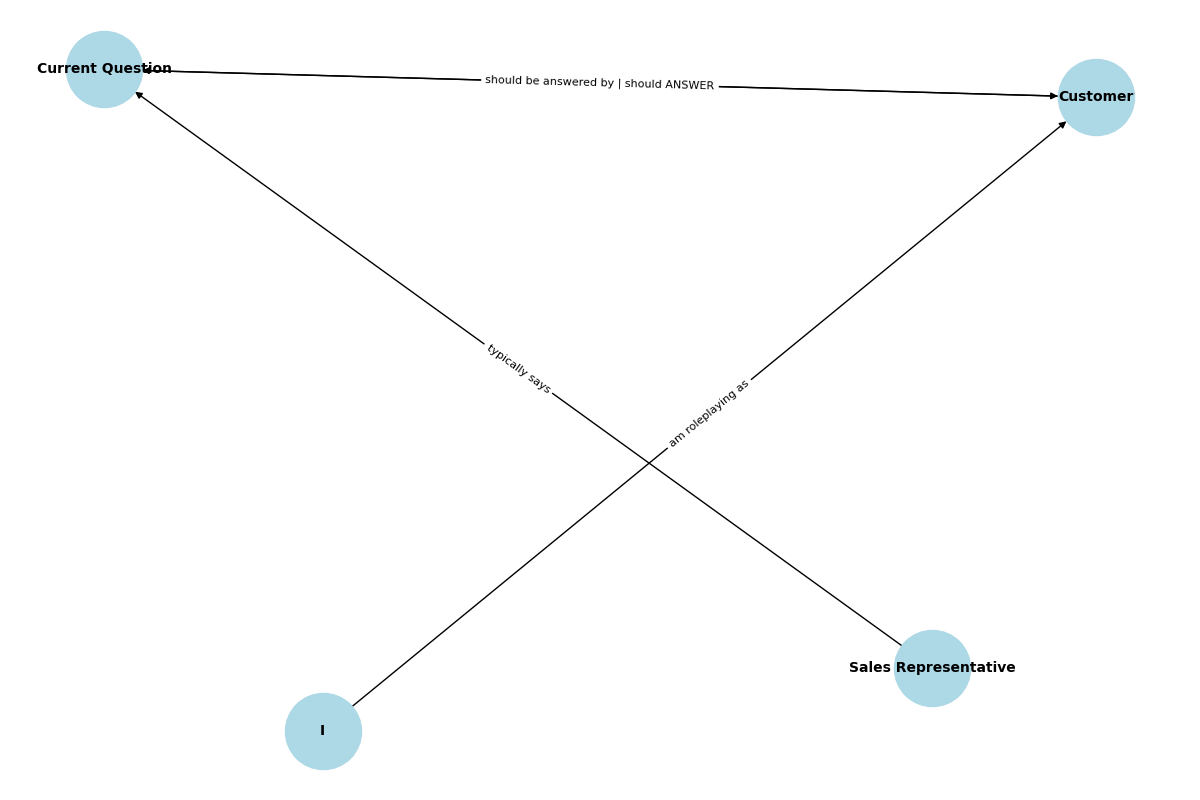 Current Question
should be answered by | should ANSWER
Customer
typically says
am roleplaying as
Sales Representative
I